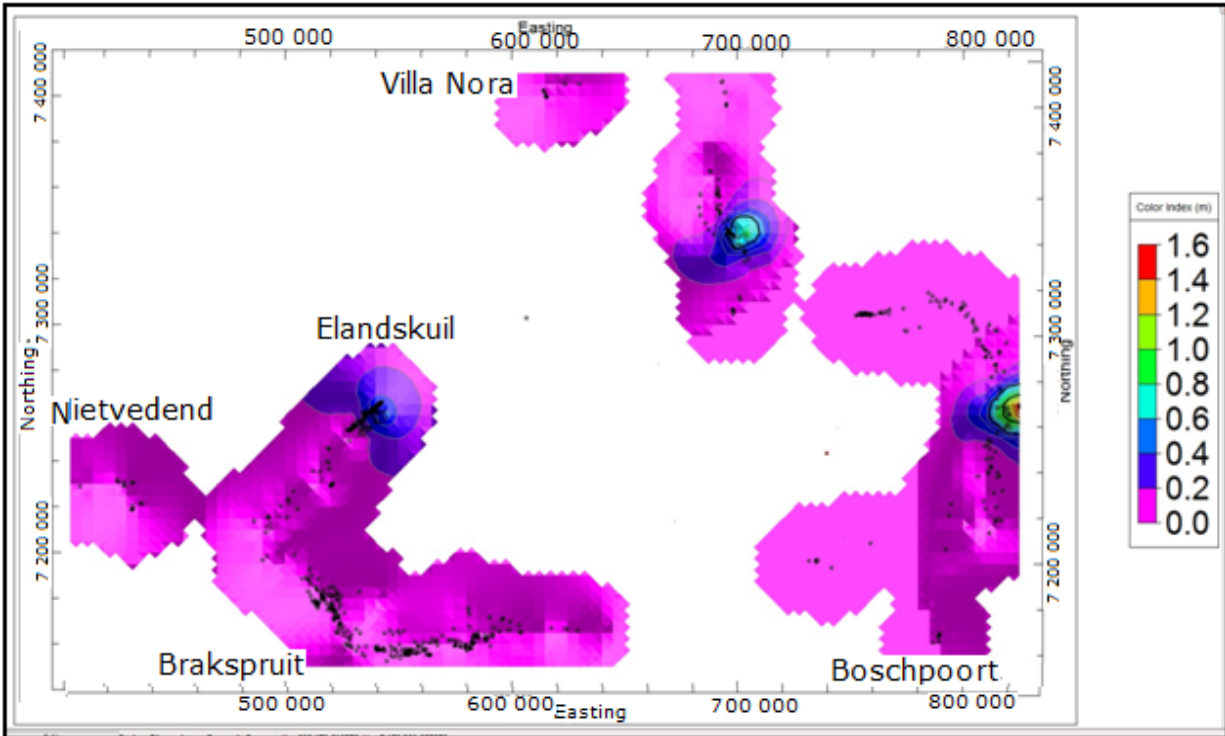 Easting
500 000 600 000 700 000 800 000
7 400 000
7 300 000
7 200 000
Northing
Villa Nora
Elandskuil
Nietvedend
Brakspruit
Boschpoort
7 400 000
7 300 000
7 200 000
Northing
500 000 600 000 700 000 800 000
Easting
Color Index (m)
1.6
1.4
1.2
1.0
0.8
0.6
0.4
0.2
0.0